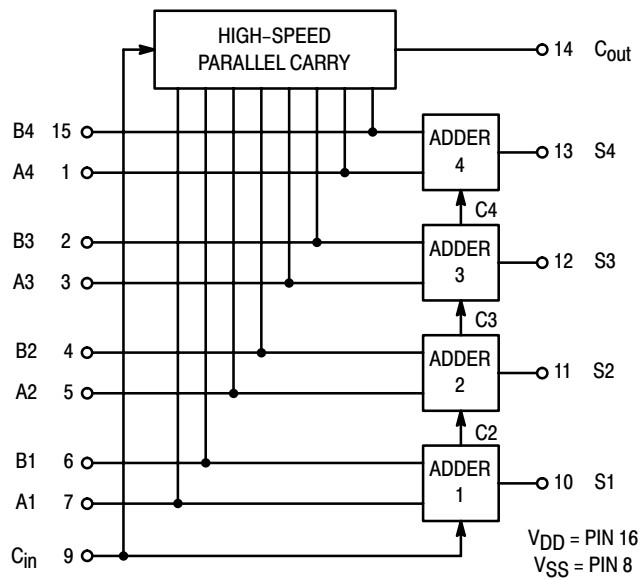 HIGH–SPEED
PARALLEL CARRY
14 Cout
B4 15
A4 1
ADDER
4
13 S4
C4
B3 2
A3 3
ADDER
3
12 S3
C3
B2 4
A2 5
ADDER
2
11 S2
C2
B1 6
A1 7
ADDER
1
10 S1
Cin 9
VDD = PIN 16
VSS = PIN 8